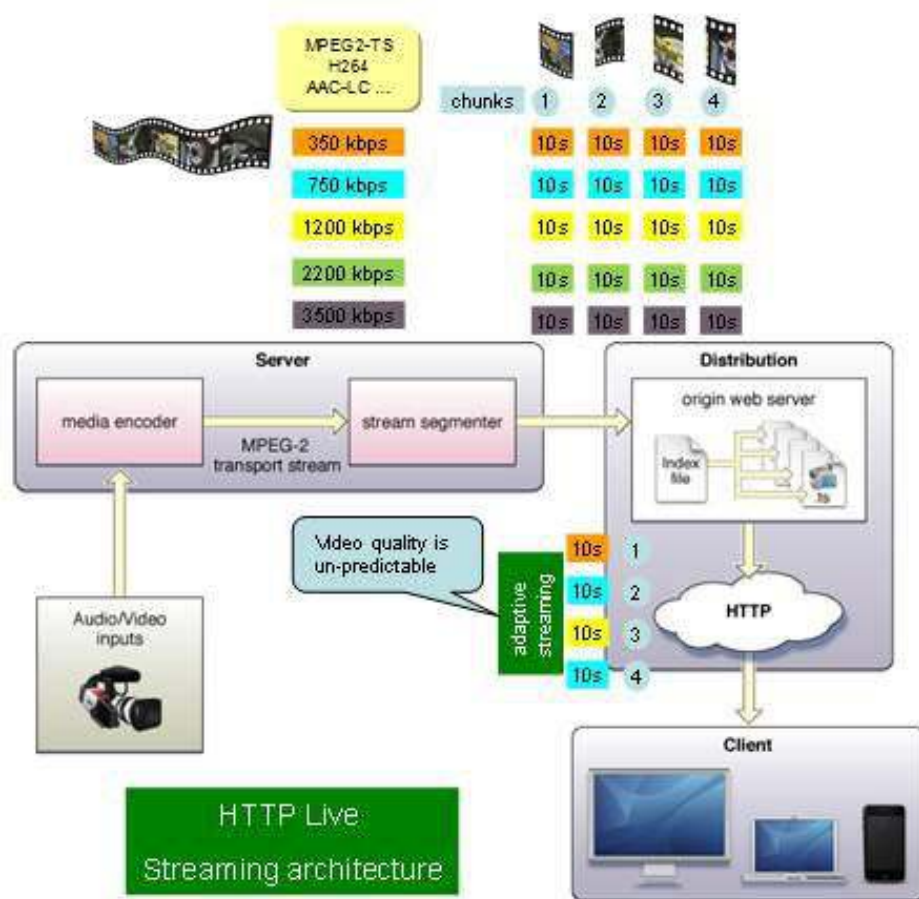 MPEG2-TS
H264
AAC-LC ...
chunks 1 2 3 4
350 kbps 10s 10s 10s 10s
750 kbps 10s 10s 10s 10s
1200 kbps 10s 10s 10s 10s
2200 kbps 10s 10s 10s 10s
3500 kbps 10s 10s 10s 10s
Server
media encoder
MPEG-2
transport stream
stream segmenter
Distribution
origin web server
Index
file
.ts
Video quality is
un-predictable
adaptive
streaming
10s 1
10s 2
10s 3
10s 4
HTTP
Audio/Video
inputs
Client
HTTP Live
Streaming architecture